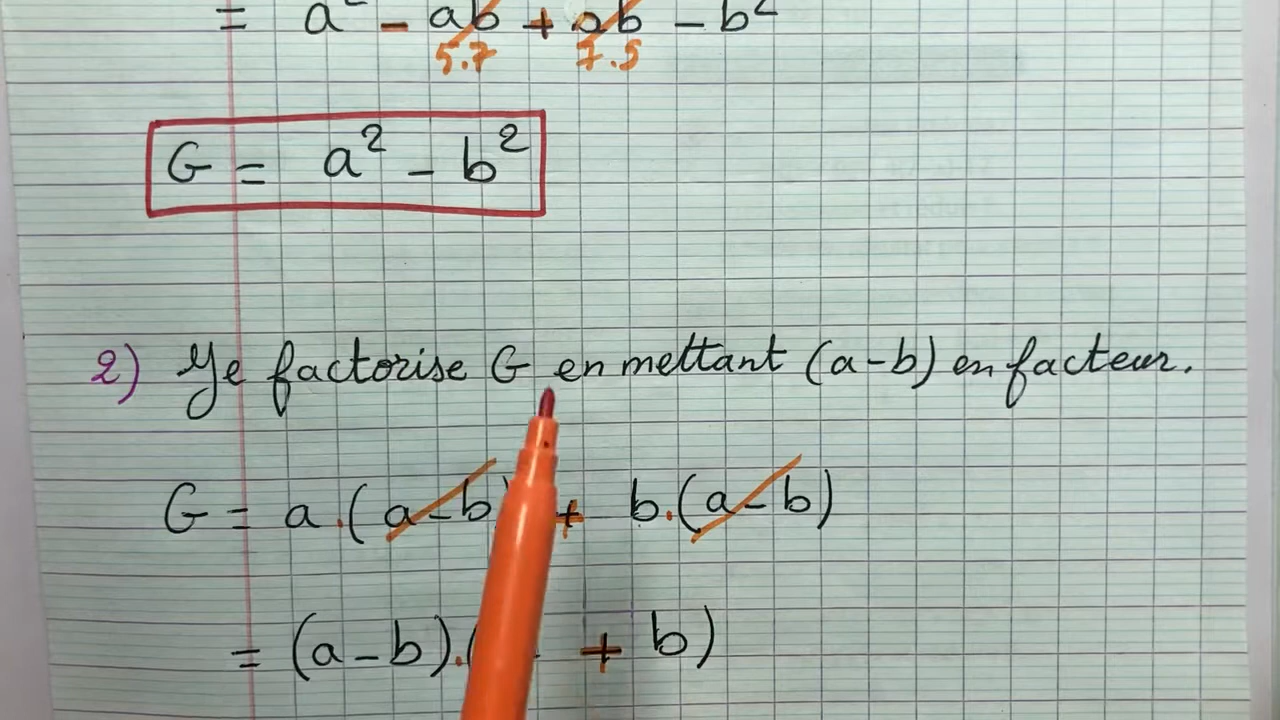 = a² - ab + ab - b²
5.7 7.5
G = a² - b²
2) Je factorise G en mettant (a-b) en facteur.
G = a.(a-b) + b.(a-b)
= (a-b).( + b)